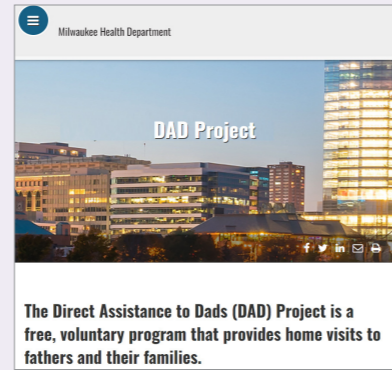 Milwaukee Health Department
DAD Project
The Direct Assistance to Dads (DAD) Project is a
free, voluntary program that provides home visits to
fathers and their families.